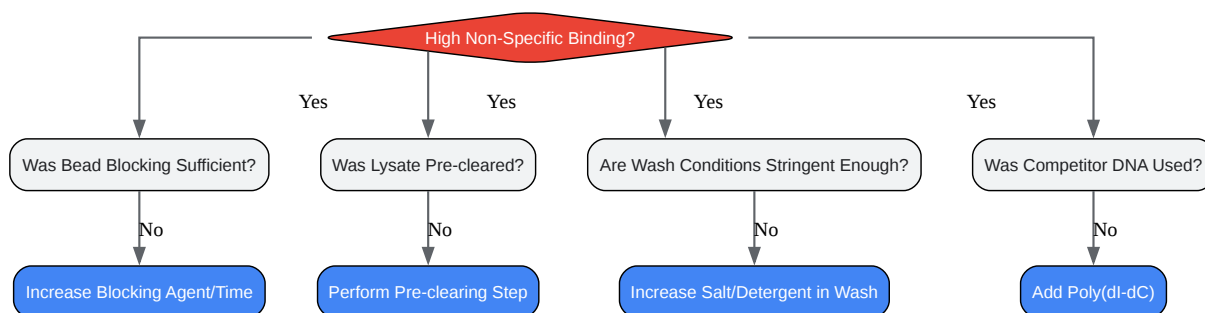 High Non-Specific Binding?
Yes
Yes
Yes
Yes
Was Bead Blocking Sufficient?
Was Lysate Pre-cleared?
Are Wash Conditions Stringent Enough?
Was Competitor DNA Used?
No
No
No
No
Increase Blocking Agent/Time
Perform Pre-clearing Step
Increase Salt/Detergent in Wash
Add Poly(dI-dC)